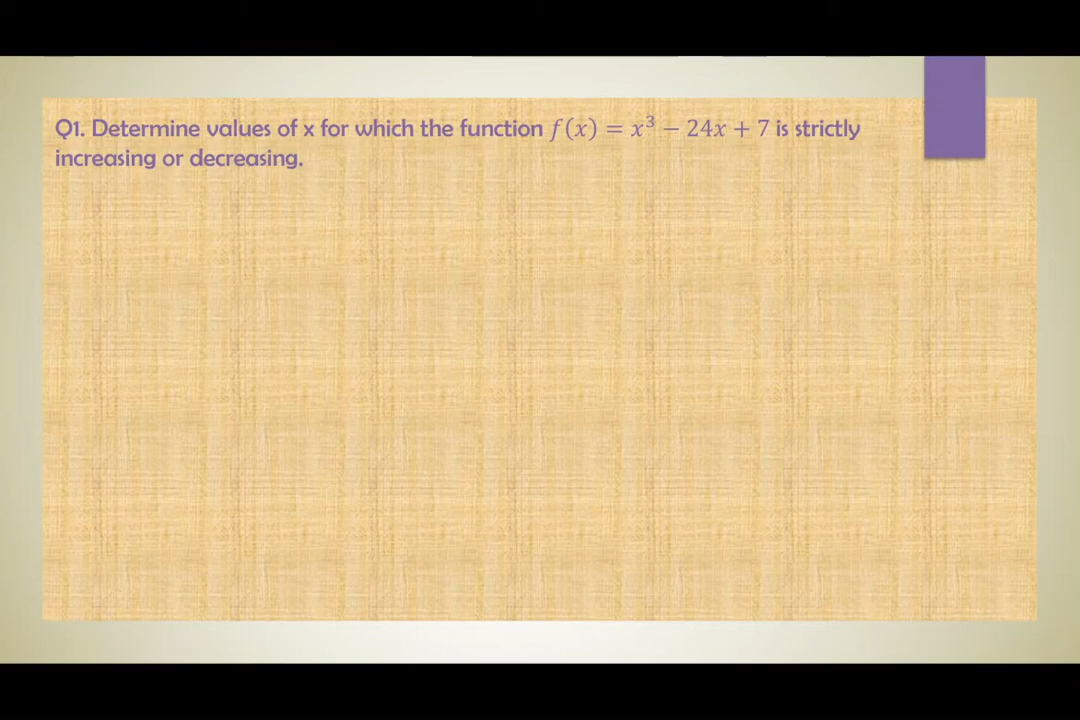 Q1. Determine values of x for which the function f(x) = x³ − 24x + 7 is strictly
increasing or decreasing.